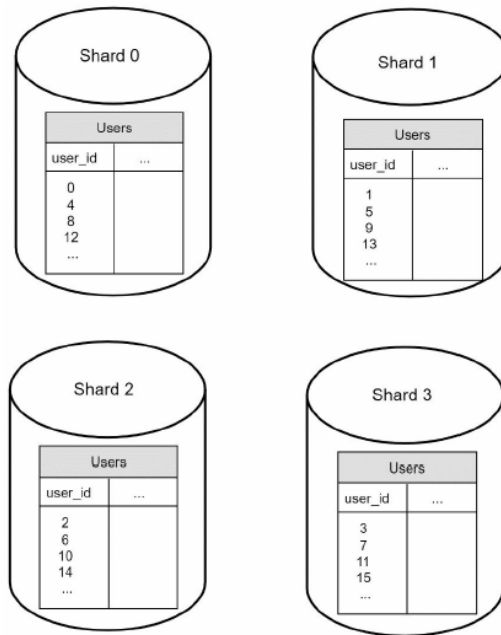 Shard 0
Users
user_id ...
0
4
8
12
...
Shard 1
Users
user_id ...
1
5
9
13
...
Shard 2
Users
user_id ...
2
6
10
14
...
Shard 3
Users
user_id ...
3
7
11
15
...